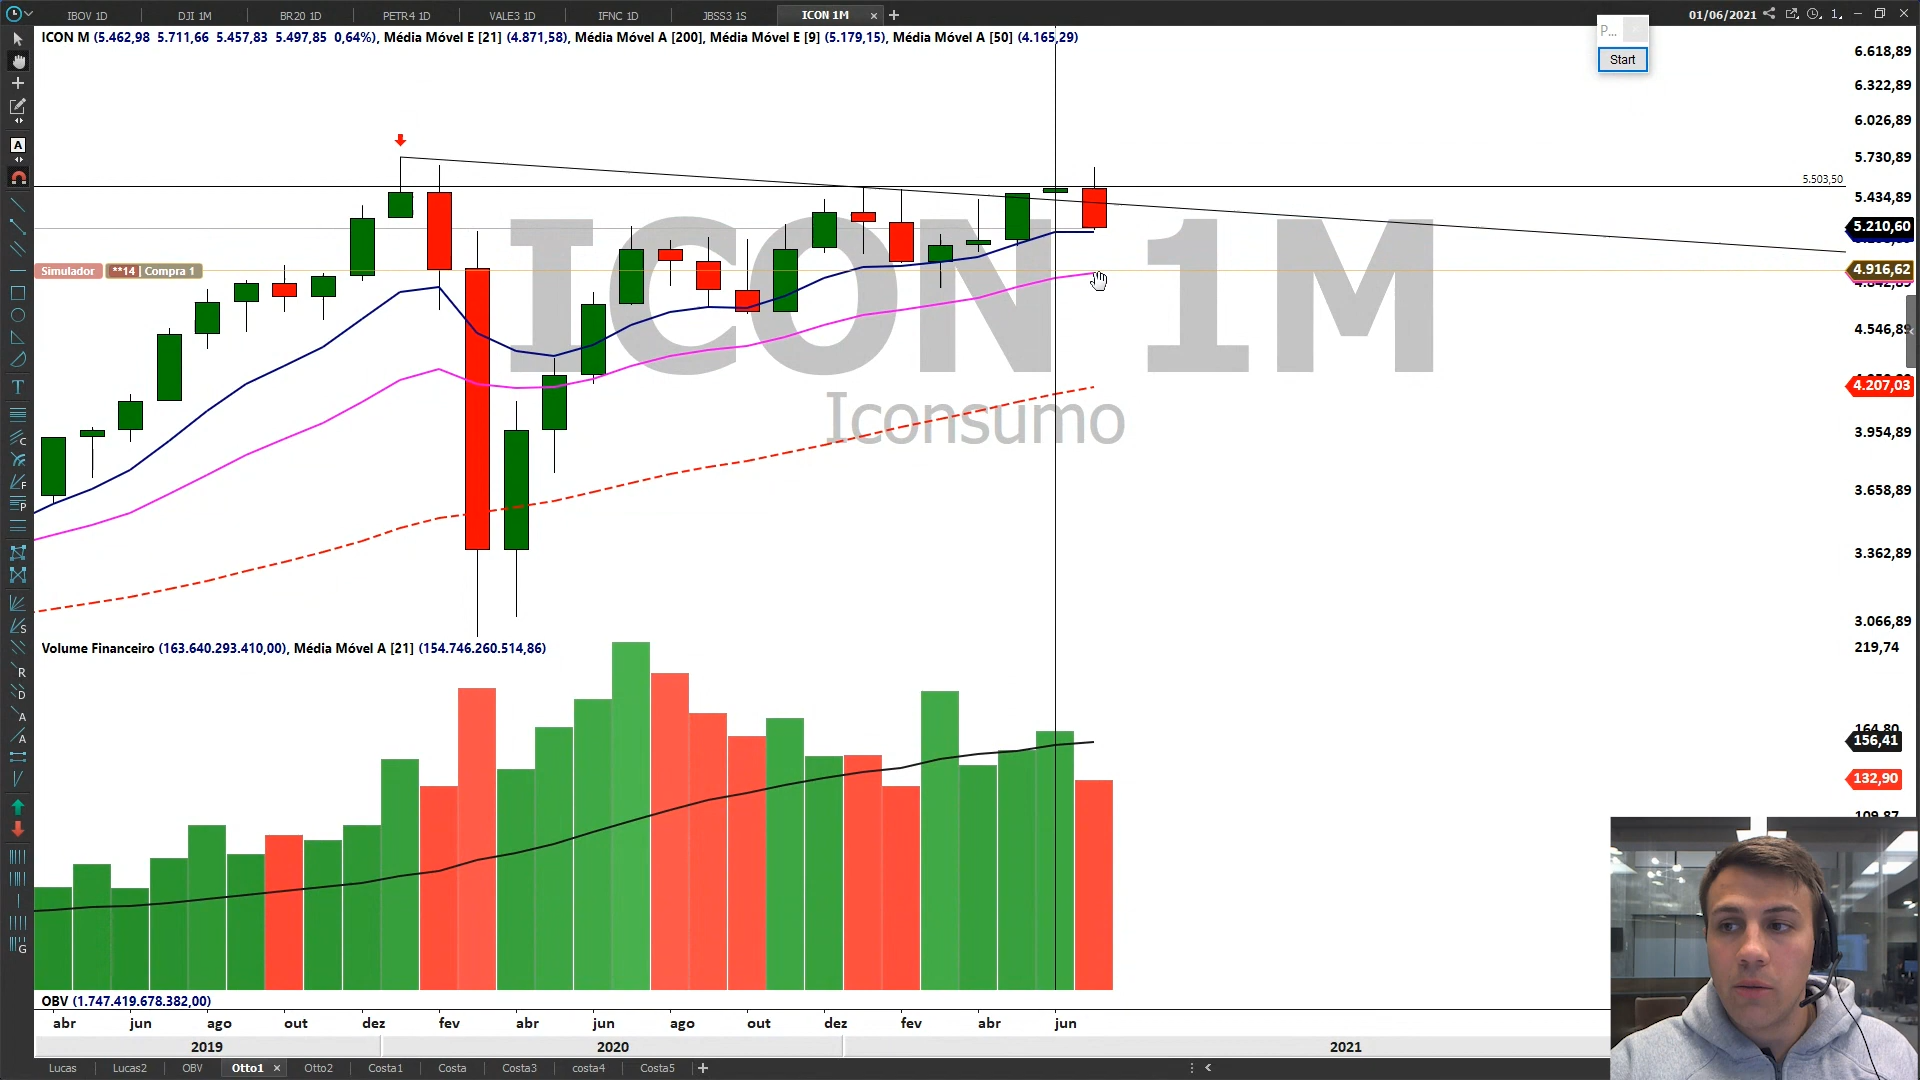 IBOV 1D DJI 1M BR20 1D PETR4 1D VALE3 1D IFNC 1D JBSS3 1S ICON 1M × + 01/06/2021 1
ICON M (5.462,98 5.711,66 5.457,83 5.497,85 0,64%), Média Móvel E [21] (4.871,58), Média Móvel A [200], Média Móvel E [9] (5.179,15), Média Móvel A [50] (4.165,29)
P...
Start
6.618,89
6.322,89
6.026,89
5.730,89
5.503,50
5.434,89
5.210,60
Simulador **14 | Compra 1
4.916,62
4.546,89
4.207,03
3.954,89
3.658,89
3.362,89
3.066,89
ICON 1M
Iconsumo
Volume Financeiro (163.640.293.410,00), Média Móvel A [21] (154.746.260.514,86)
219,74
164,80
156,41
132,90
109,87
OBV (1.747.419.678.382,00)
abr jun ago out dez fev abr jun ago out dez fev abr jun
2019 2020 2021
Lucas Lucas2 OBV Otto1 × Otto2 Costa1 Costa Costa3 costa4 Costa5 +